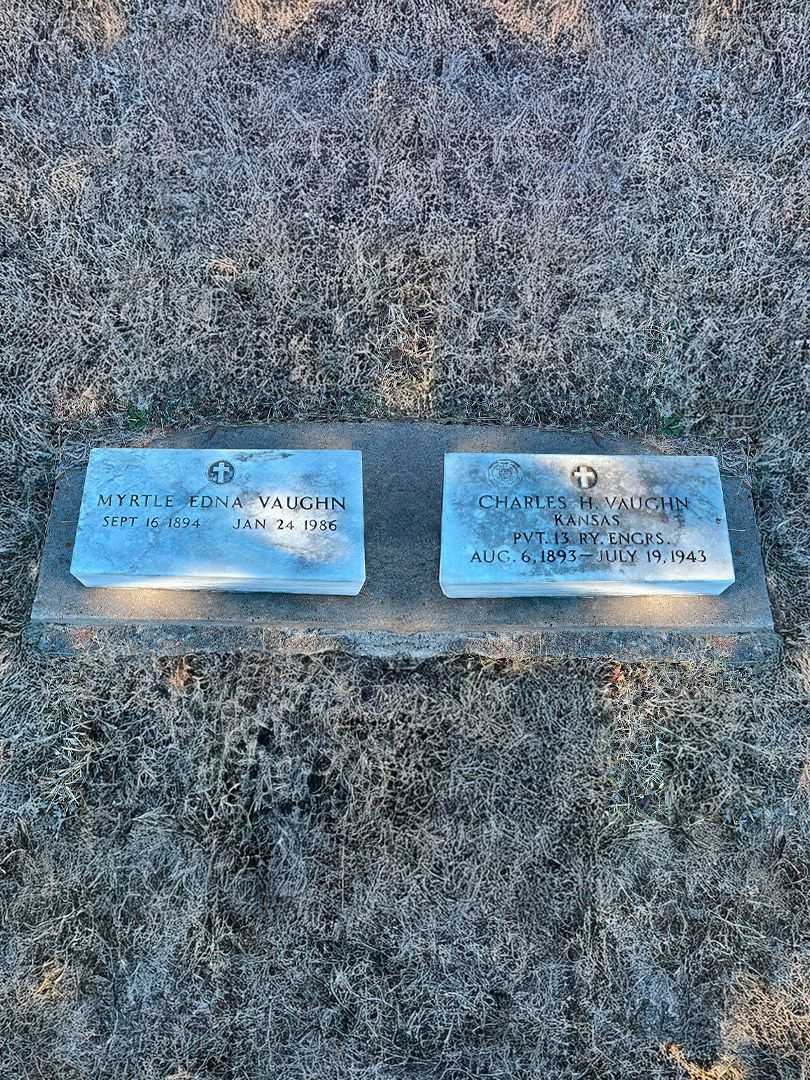 MYRTLE EDNA VAUGHN
SEPT 16 1894 JAN 24 1986
CHARLES H. VAUGHN
KANSAS
PVT. 13 RY. ENGRS.
AUG. 6, 1893—JULY 19, 1943